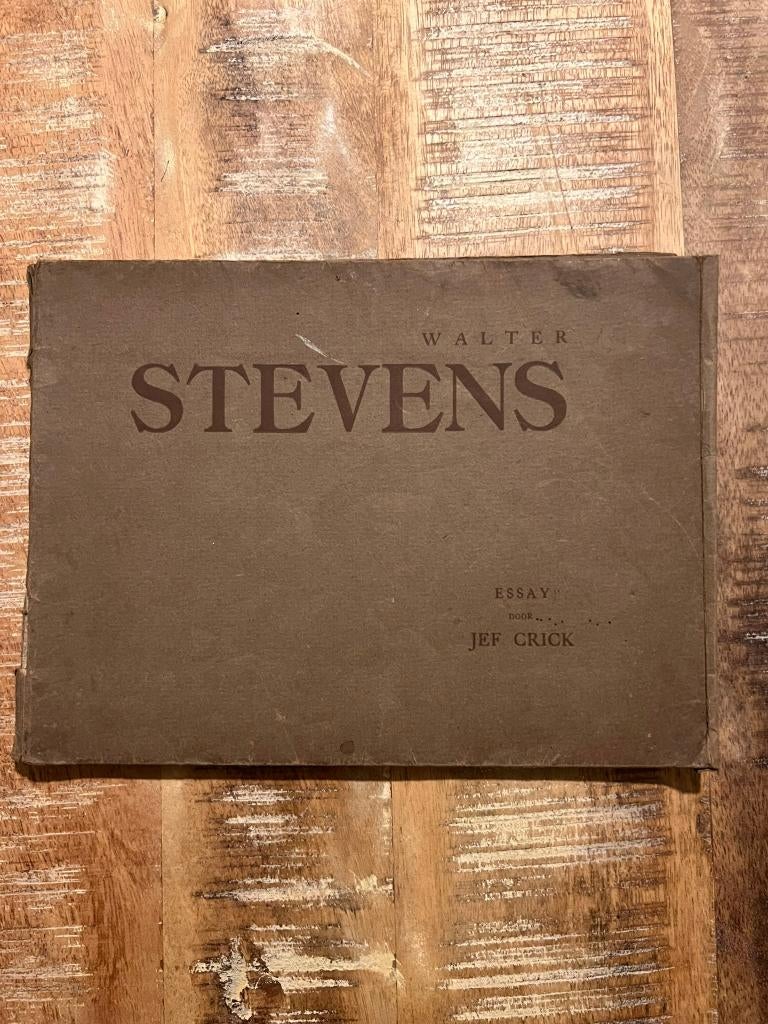 WALTER
STEVENS
ESSAY
DOOR
JEF CRICK